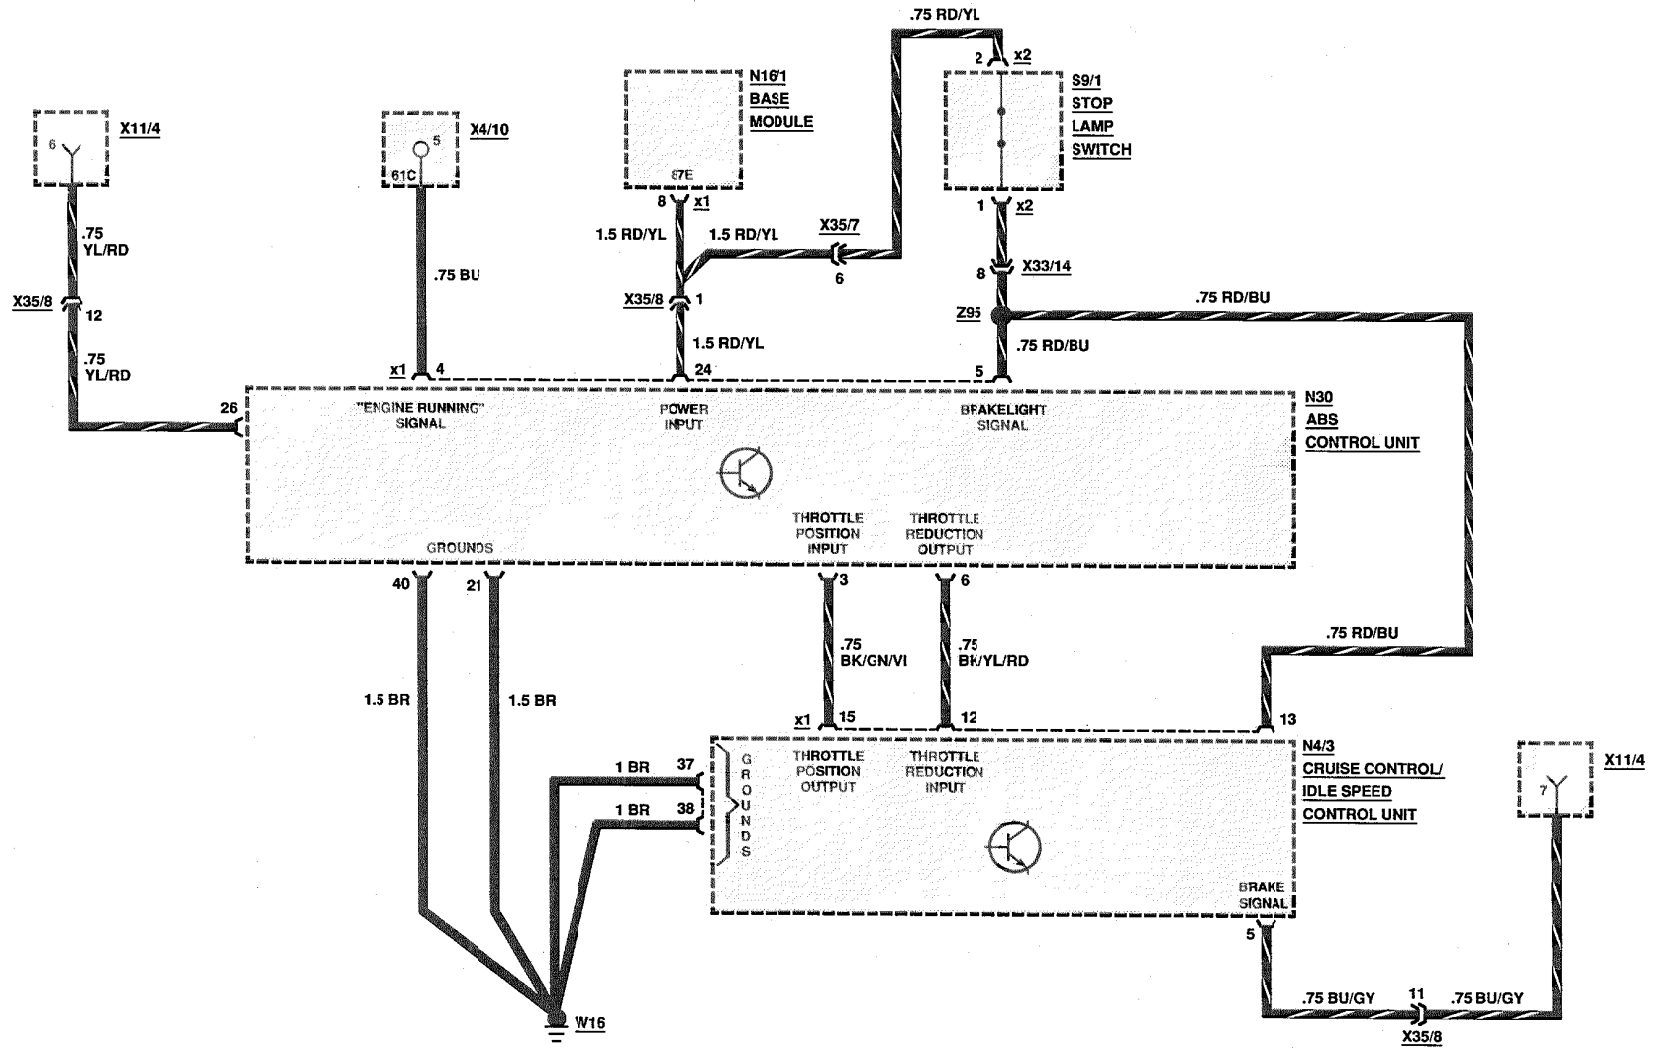 .75 RD/YL
2 x2
N16/1
BASE
MODULE
87E
8 x1
S9/1
STOP
LAMP
SWITCH
1 x2
X11/4
6
X4/10
5
61C
.75
YL/RD
.75 BU
1.5 RD/YL
1.5 RD/YL
X35/7
6
8 X33/14
X35/8
12
X35/8 1
Z95
.75 RD/BU
.75
YL/RD
1.5 RD/YL
.75 RD/BU
x1 4
24
5
26
"ENGINE RUNNING"
SIGNAL
POWER
INPUT
BRAKELIGHT
SIGNAL
N30
ABS
CONTROL UNIT
GROUNDS
THROTTLE
POSITION
INPUT
THROTTLE
REDUCTION
OUTPUT
40
21
3
6
.75
BK/GN/VI
.75
BK/YL/RD
.75 RD/BU
1.5 BR
1.5 BR
x1 15
12
13
1 BR 37
1 BR 38
GROUNDS
THROTTLE
POSITION
OUTPUT
THROTTLE
REDUCTION
INPUT
N4/3
CRUISE CONTROL/
IDLE SPEED
CONTROL UNIT
X11/4
7
BRAKE
SIGNAL
5
.75 BU/GY
11
.75 BU/GY
X35/8
W16